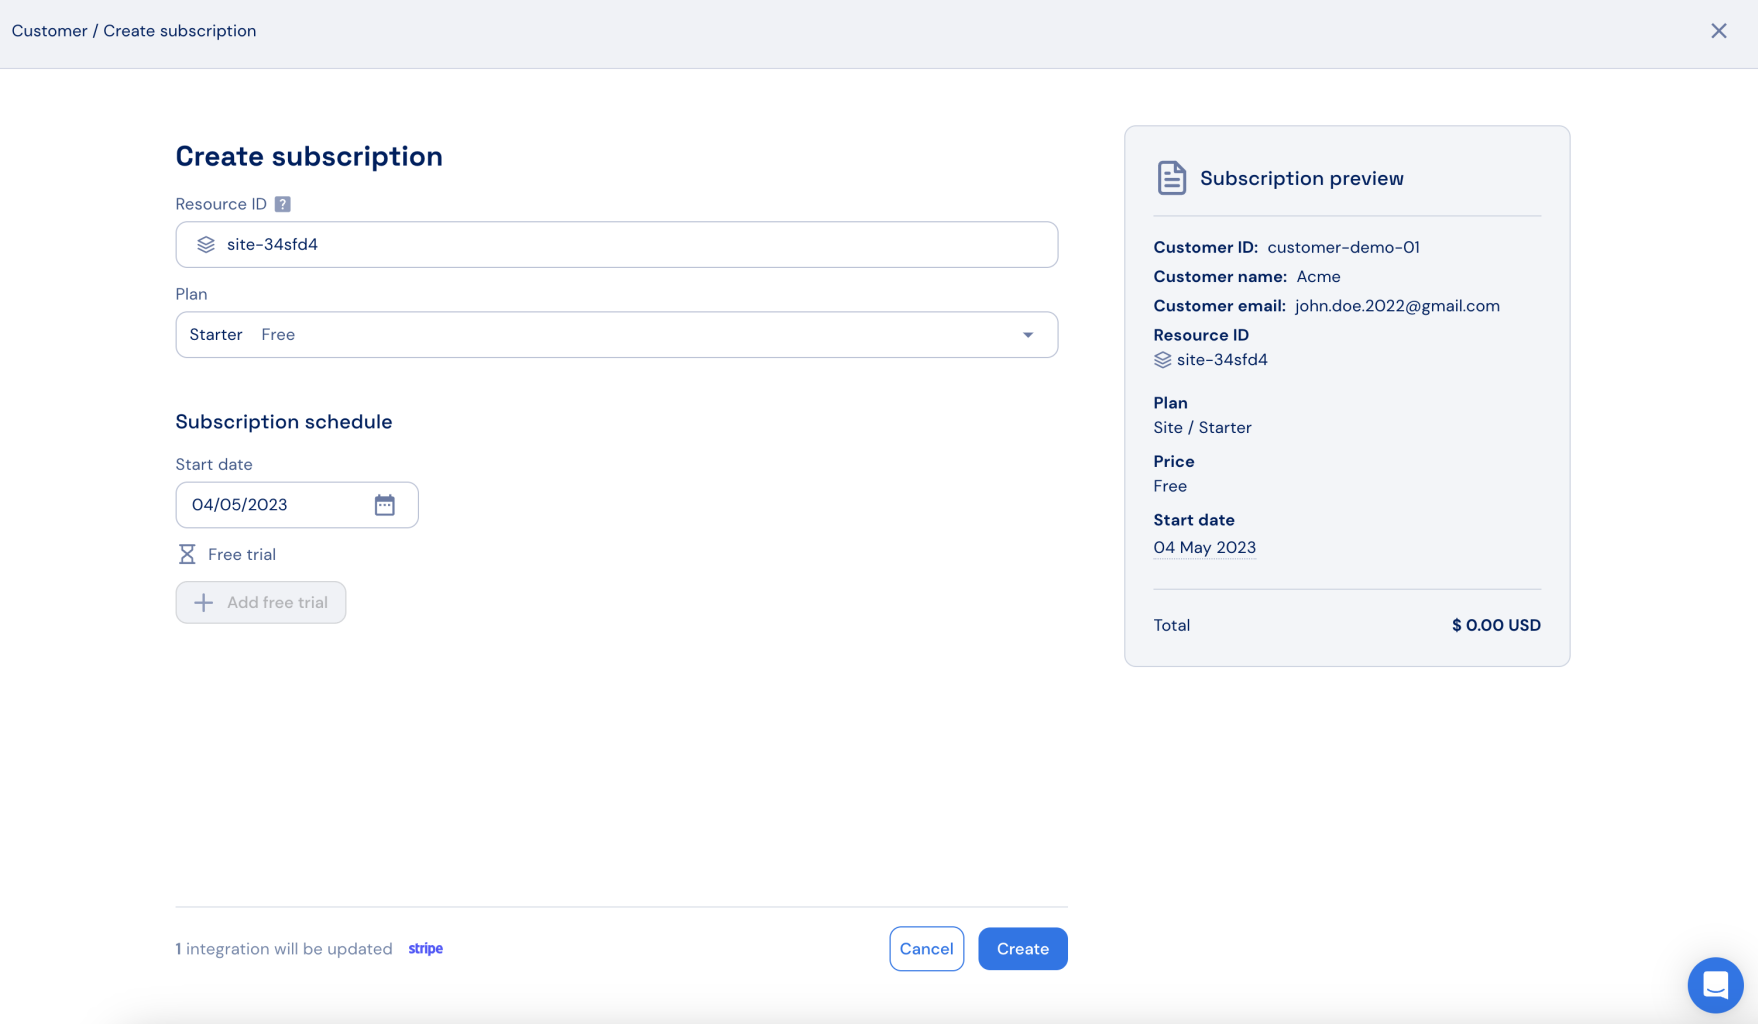 Customer / Create subscription
Create subscription
Resource ID ?
site-34sfd4
Plan
Starter Free
Subscription schedule
Start date
04/05/2023
Free trial
Add free trial
1 integration will be updated stripe
Cancel
Create
Subscription preview
Customer ID: customer-demo-01
Customer name: Acme
Customer email: john.doe.2022@gmail.com
Resource ID
site-34sfd4
Plan
Site / Starter
Price
Free
Start date
04 May 2023
Total $ 0.00 USD